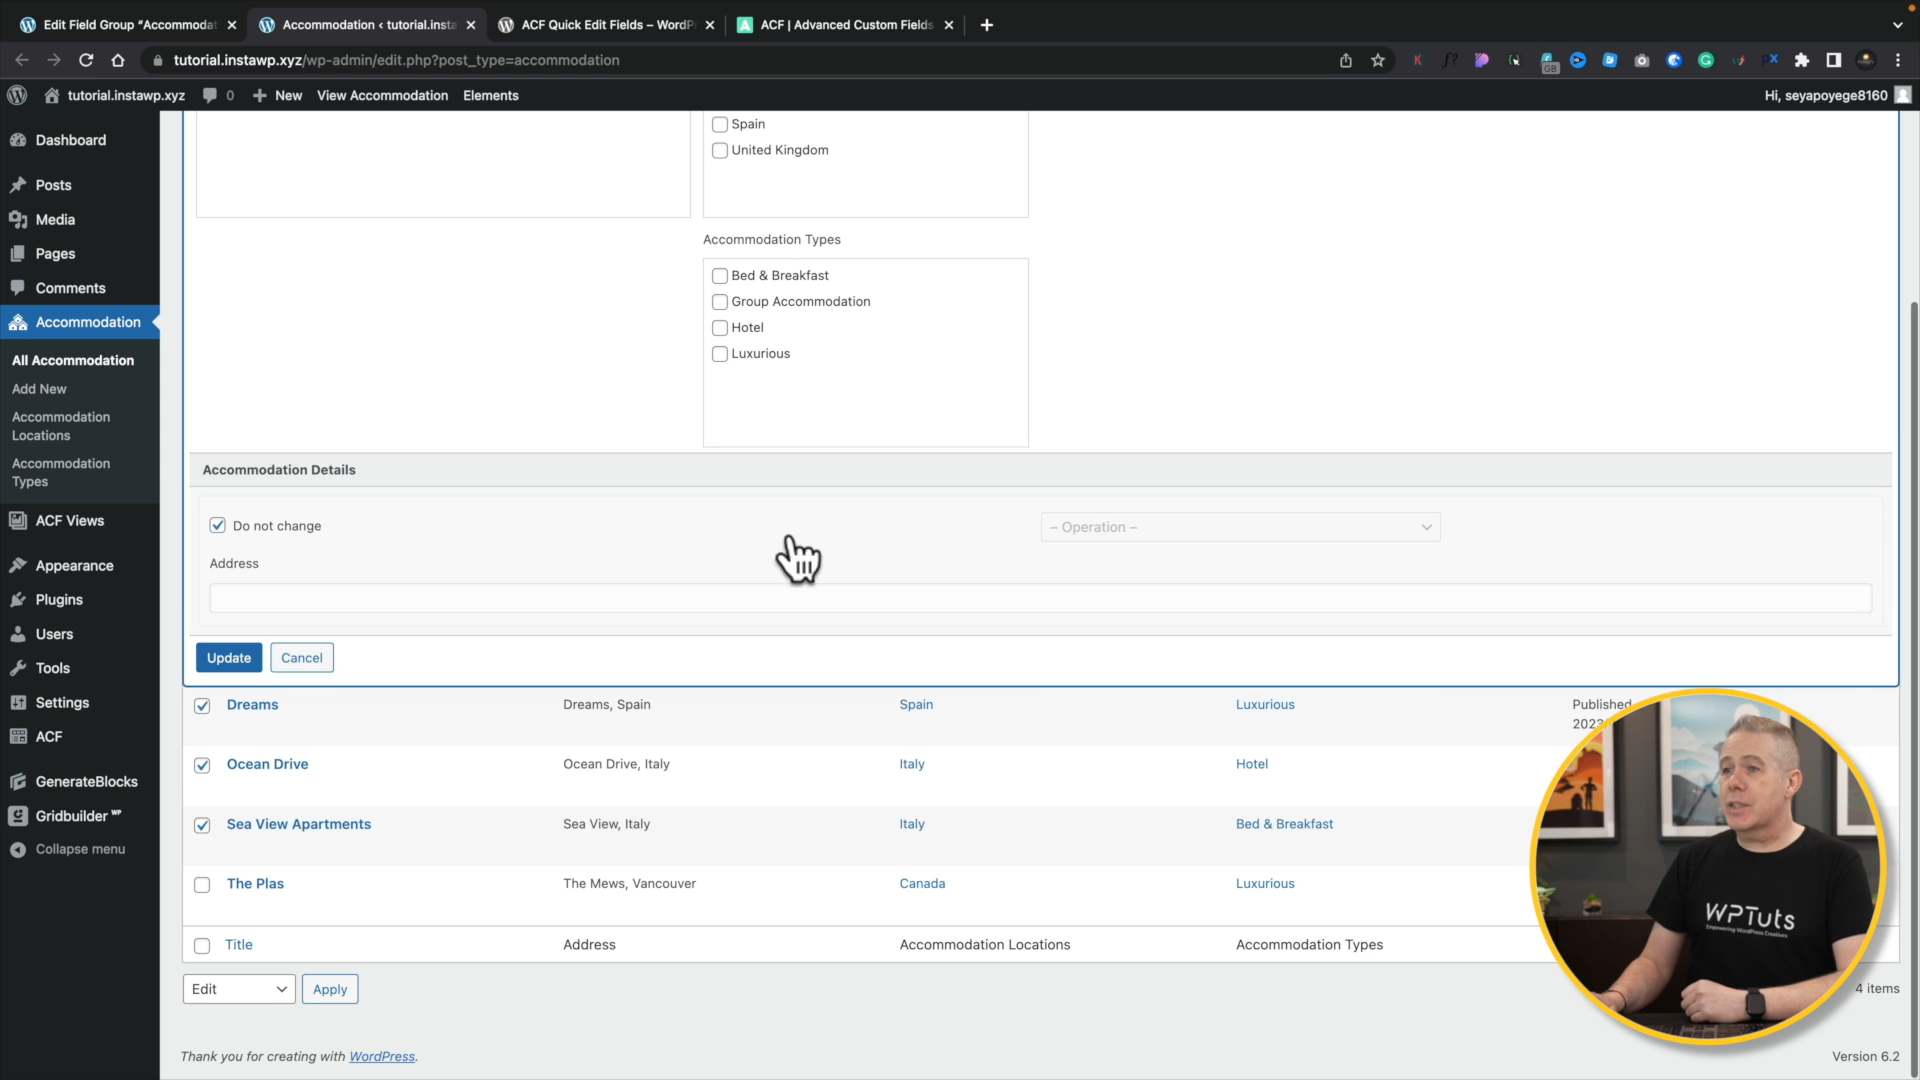 Edit Field Group "Accommodat
Accommodation ‹ tutorial.insta
ACF Quick Edit Fields – WordP
ACF | Advanced Custom Fields
tutorial.instawp.xyz/wp-admin/edit.php?post_type=accommodation
tutorial.instawp.xyz
0
New
View Accommodation
Elements
Hi, seyapoyege8160
Dashboard
Posts
Media
Pages
Comments
Accommodation
All Accommodation
Add New
Accommodation
Locations
Accommodation
Types
ACF Views
Appearance
Plugins
Users
Tools
Settings
ACF
GenerateBlocks
Gridbuilder WP
Collapse menu
Spain
United Kingdom
Accommodation Types
Bed & Breakfast
Group Accommodation
Hotel
Luxurious
Accommodation Details
Do not change
– Operation –
Address
Update
Cancel
Dreams
Dreams, Spain
Spain
Luxurious
Published
2023
Ocean Drive
Ocean Drive, Italy
Italy
Hotel
Sea View Apartments
Sea View, Italy
Italy
Bed & Breakfast
The Plas
The Mews, Vancouver
Canada
Luxurious
Title
Address
Accommodation Locations
Accommodation Types
Edit
Apply
4 items
WPTuts
Empowering WordPress Creatives
Thank you for creating with WordPress.
Version 6.2